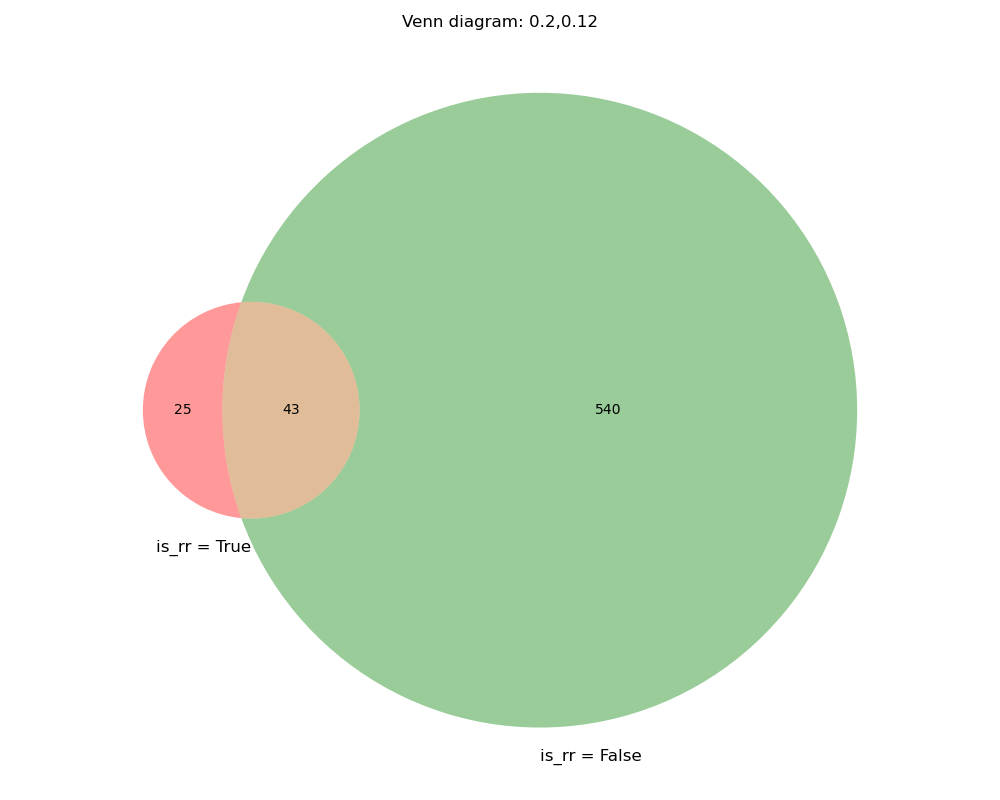 Venn diagram: 0.2,0.12
25
43
540
is_rr = True
is_rr = False